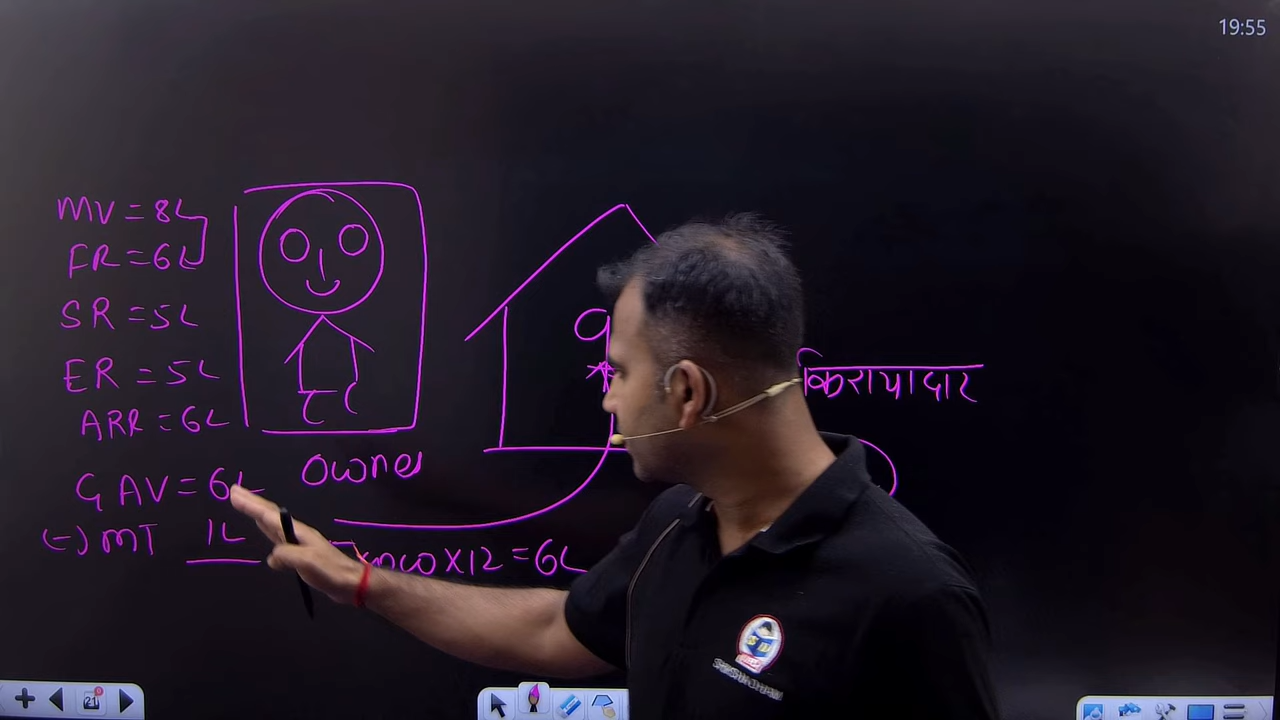 19:55
MV = 8L
FR = 6L
SR = 5L
ER = 5L
ARR = 6L
GAV = 6L
(-) MT 1L
owner
किरायादार
X12 = 6L
21